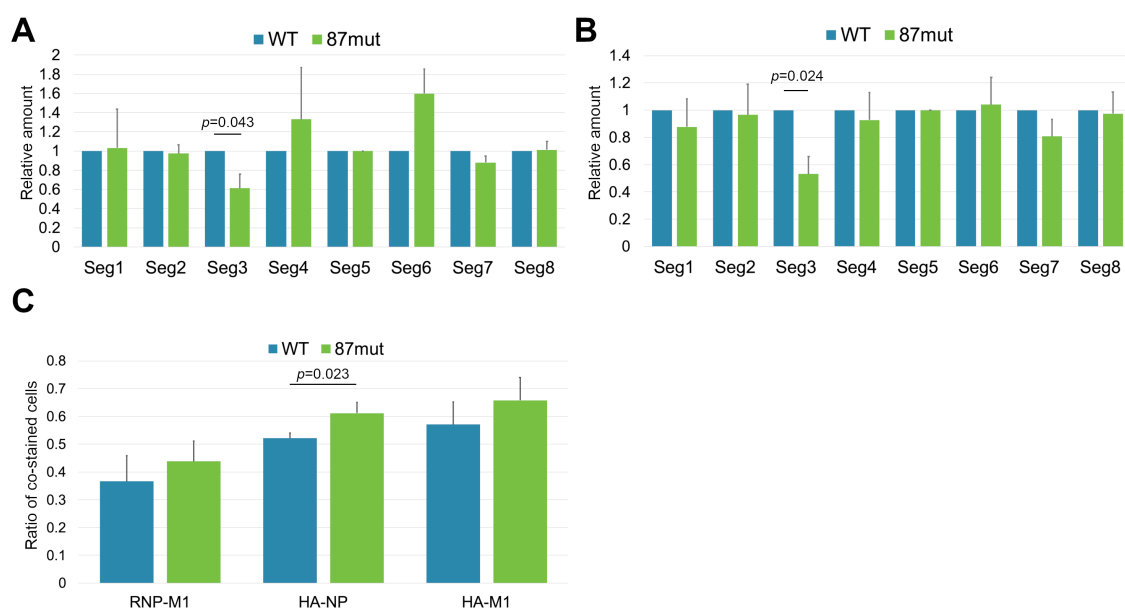 A
WT 87mut
Relative amount
2
1.8
1.6
1.4
1.2
1
0.8
0.6
0.4
0.2
0
p=0.043
Seg1 Seg2 Seg3 Seg4 Seg5 Seg6 Seg7 Seg8
B
WT 87mut
Relative amount
1.4
1.2
1
0.8
0.6
0.4
0.2
0
p=0.024
Seg1 Seg2 Seg3 Seg4 Seg5 Seg6 Seg7 Seg8
C
WT 87mut
Ratio of co-stained cells
0.8
0.7
0.6
0.5
0.4
0.3
0.2
0.1
0
p=0.023
RNP-M1 HA-NP HA-M1